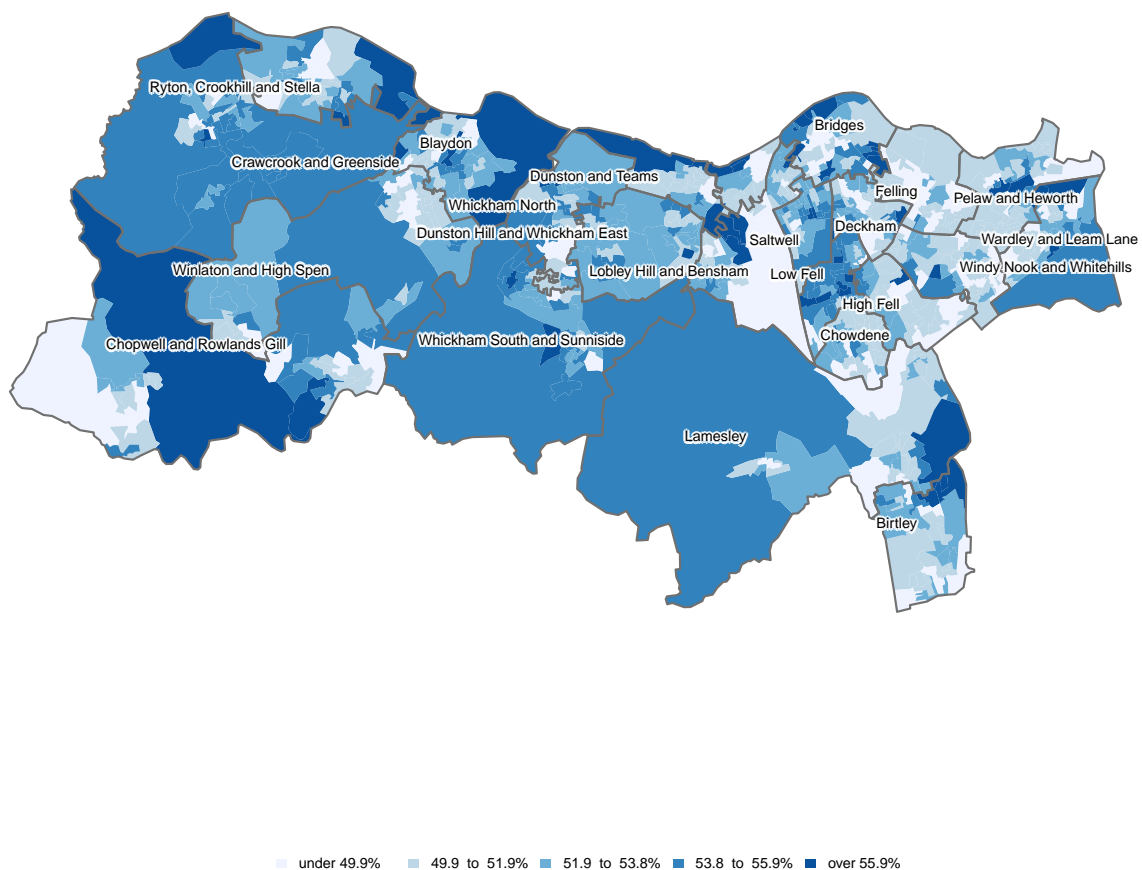 Bridges
Ryton, Crookhill and Stella
Blaydon
Crawcrook and Greenside
Dunston and Teams
Felling
Pelaw and Heworth
Whickham North
Deckham
Dunston Hill and Whickham East
Saltwell
Wardley and Leam Lane
Winlaton and High Spen
Lobley Hill and Bensham
Low Fell
Windy Nook and Whitehills
High Fell
Chowdene
Whickham South and Sunniside
Chopwell and Rowlands Gill
Lamesley
Birtley
under 49.9% 49.9 to 51.9% 51.9 to 53.8% 53.8 to 55.9% over 55.9%